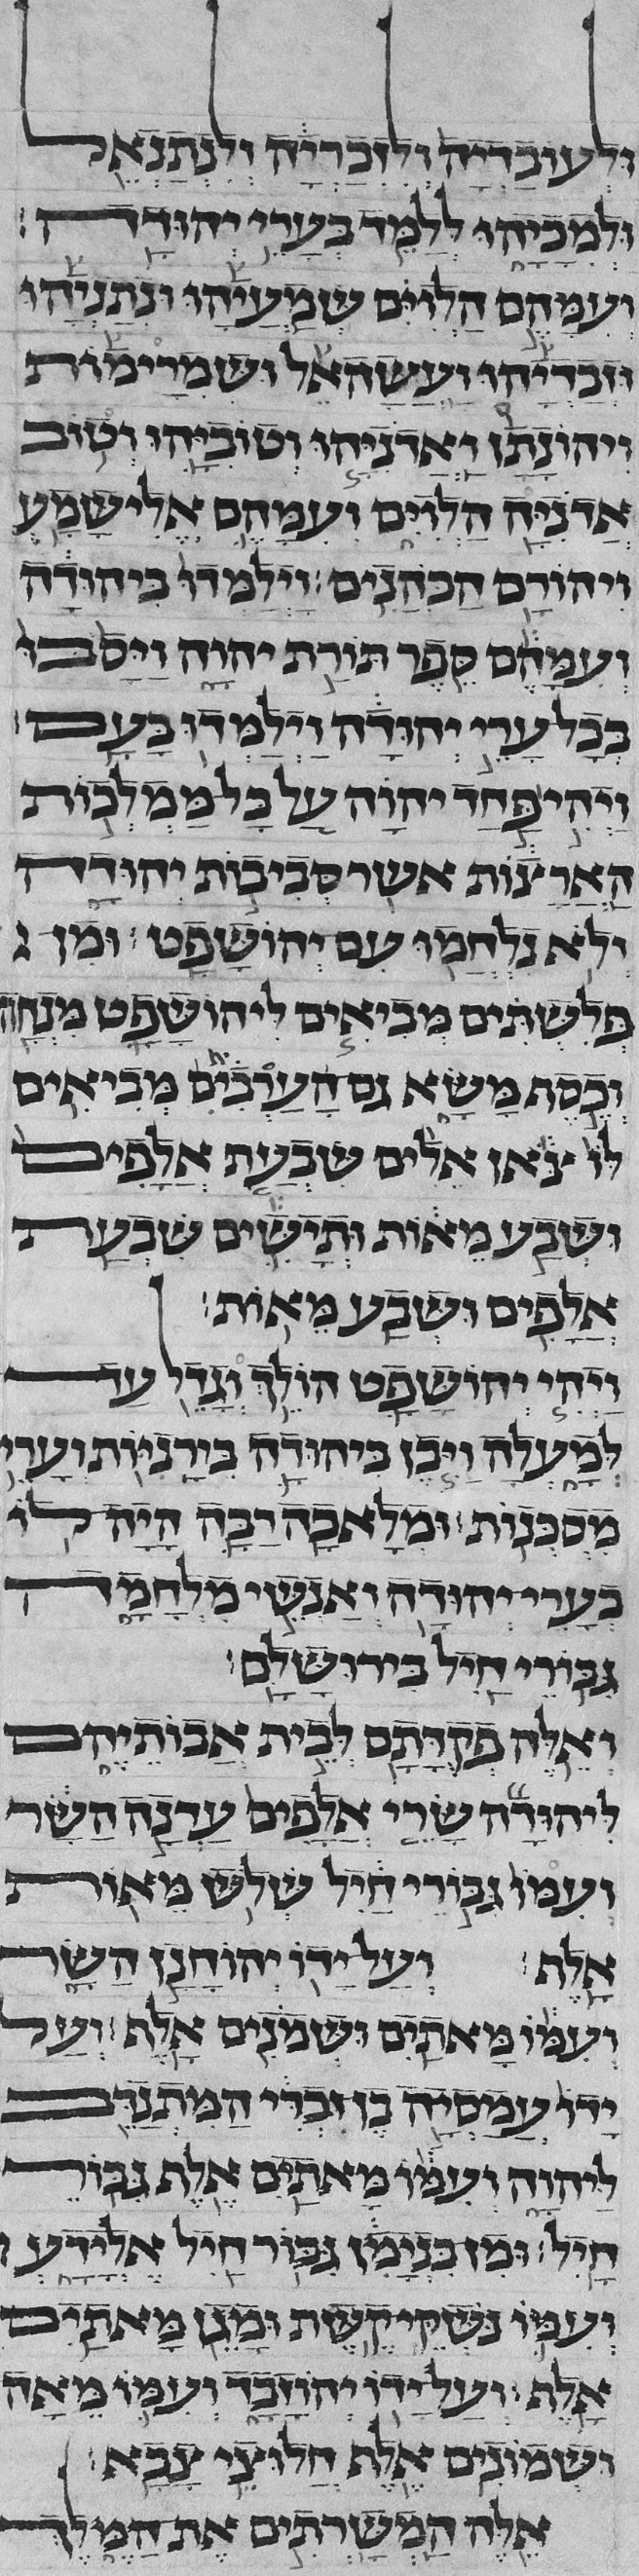 ולעובדיה ולזכריה ולנתנאל
ולמכיהו ללמד בערי יהודה׃
ועמהם הלוים שמעיהו ונתניהו
וזבדיהו ועשהאל ושמרימות
ויהונתן ואדניהו וטוביהו וטוב
אדניה הלוים ועמהם אלישמע
ויהורם הכהנים׃ וילמדו ביהודה
ועמהם ספר תורת יהוה ויסבו
בכל ערי יהודה וילמדו בעם׃
ויהי פחד יהוה על כל ממלכות
הארצות אשר סביבות יהודה
ולא נלחמו עם יהושפט׃ ומן
פלשתים מביאים ליהושפט מנחה
וכסף משא גם הערבים מביאים
לו צאן אלים שבעת אלפים
ושבע מאות ותישים שבעת
אלפים ושבע מאות׃
ויהי יהושפט הולך וגדל עד
למעלה ויבן ביהודה בירניות וערי
מסכנות׃ ומלאכה רבה היה לו
בערי יהודה ואנשי מלחמה
גבורי חיל בירושלם׃
ואלה פקדתם לבית אבותיהם
ליהודה שרי אלפים עדנה השר
ועמו גבורי חיל שלש מאות
אלף׃ ועל ידו יהוחנן השר
ועמו מאתים ושמנים אלף׃ ועל
ידו עמסיה בן זכרי המתנדב
ליהוה ועמו מאתים אלף גבור
חיל׃ ומן בנימן גבור חיל אלידע
ועמו נשקי קשת ומגן מאתים
אלף׃ ועל ידו יהוזבד ועמו מאה
ושמונים אלף חלוצי צבא׃
אלה המשרתים את המלך